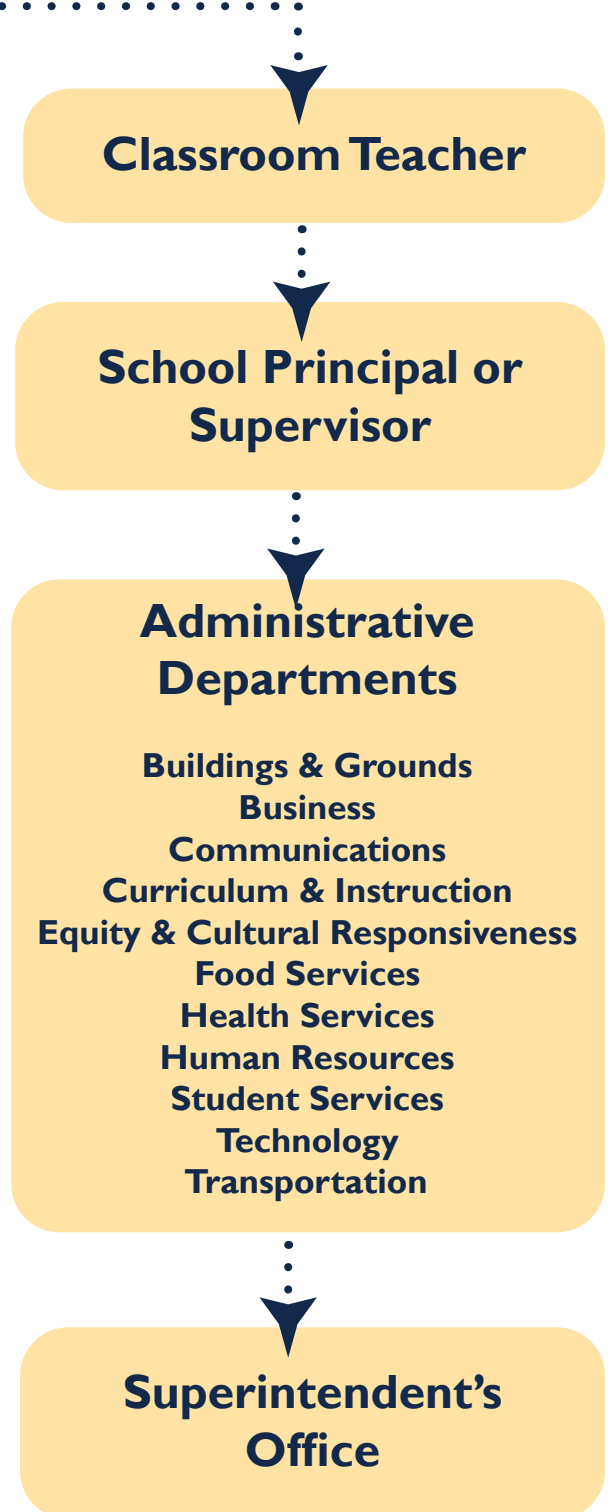 Classroom Teacher
School Principal or
Supervisor
Administrative
Departments
Buildings & Grounds
Business
Communications
Curriculum & Instruction
Equity & Cultural Responsiveness
Food Services
Health Services
Human Resources
Student Services
Technology
Transportation
Superintendent’s
Office